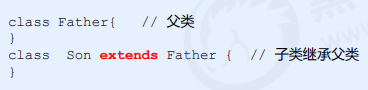 class Father{   // 父类
}
class  Son extends Father {  // 子类继承父类
}